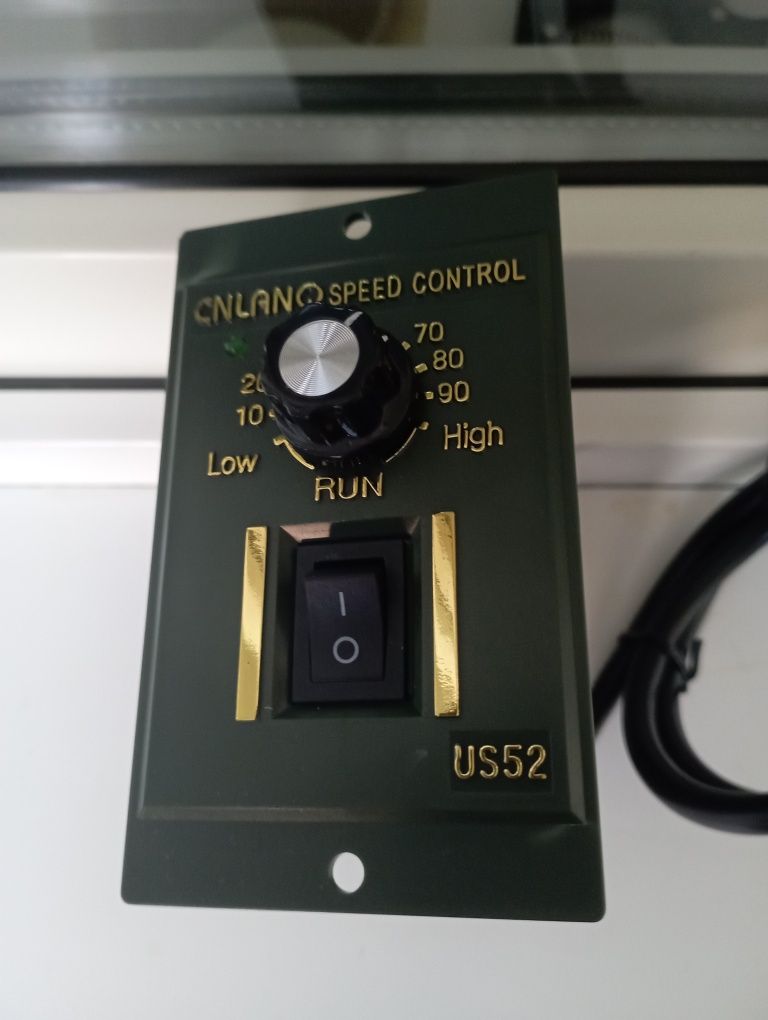 CNLANO SPEED CONTROL
70
80
20
90
10
Low
High
RUN
I
O
US52